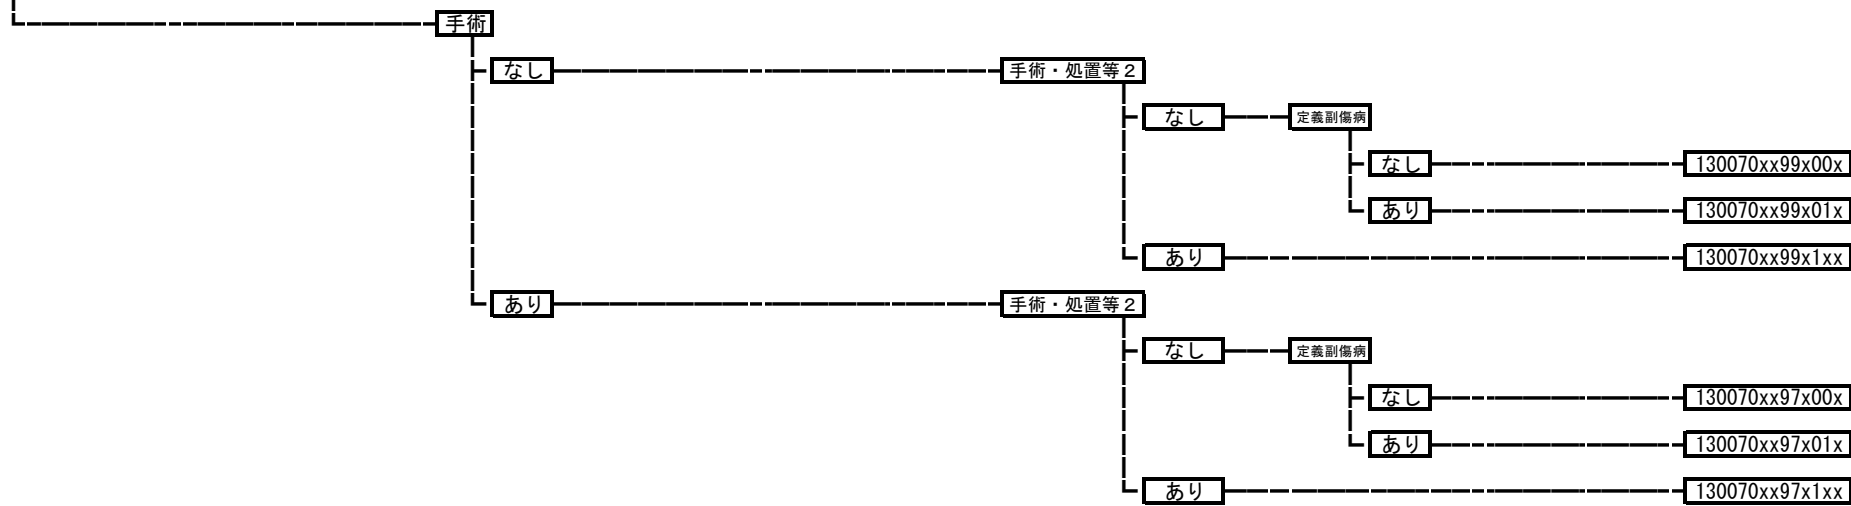 手術
なし 手術・処置等2
なし 定義副傷病
なし 130070xx99x00x
あり 130070xx99x01x
あり 130070xx99x1xx
あり 手術・処置等2
なし 定義副傷病
なし 130070xx97x00x
あり 130070xx97x01x
あり 130070xx97x1xx